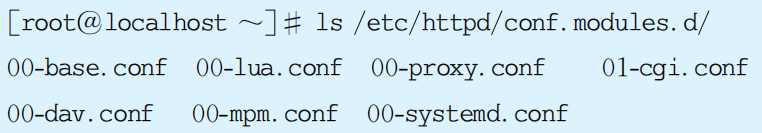 [root@localhost ~]# ls /etc/httpd/conf.modules.d/
00-base.conf 00-lua.conf 00-proxy.conf 01-cgi.conf
00-dav.conf 00-mpm.conf 00-systemd.conf